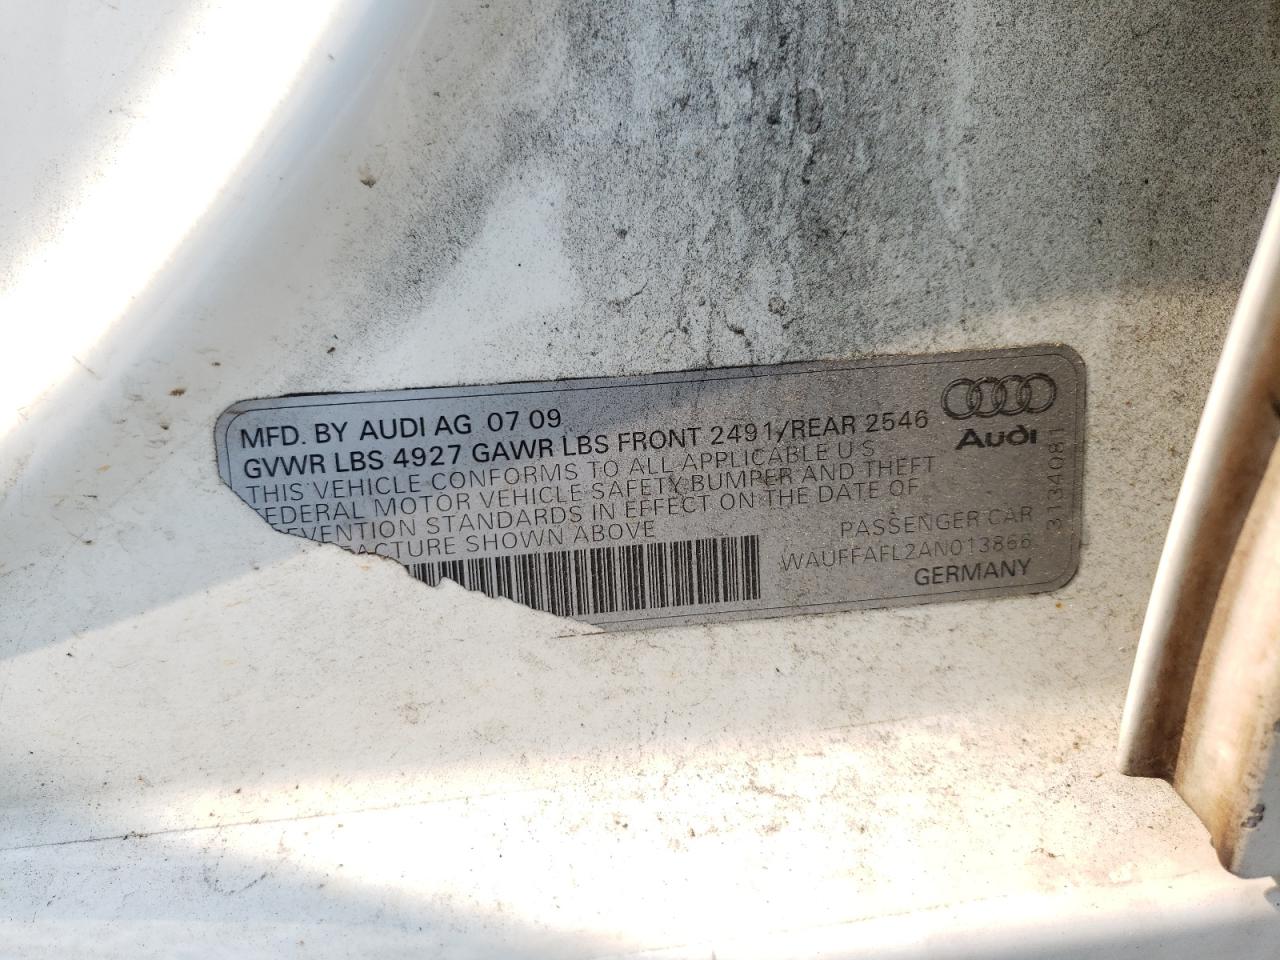 MFD. BY AUDI AG 07 09
GVWR LBS 4927 GAWR LBS FRONT 2491/REAR 2546
THIS VEHICLE CONFORMS TO ALL APPLICABLE U S
FEDERAL MOTOR VEHICLE SAFETY, BUMPER AND THEFT
EVENTION STANDARDS IN EFFECT ON THE DATE OF
ACTURE SHOWN ABOVE
PASSENGER CAR
WAUFFAFL2AN013866
GERMANY
Audi
3134081